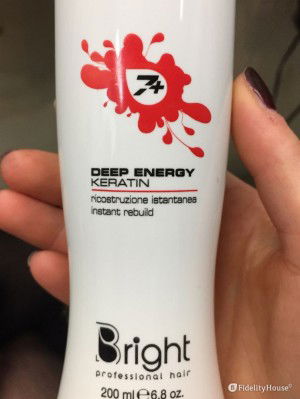 7+
DEEP ENERGY
KERATIN
ricostruzione istantanea
instant rebuild
Bright
professional hair
200 ml ℮ 6.8 oz.
FidelityHouse®